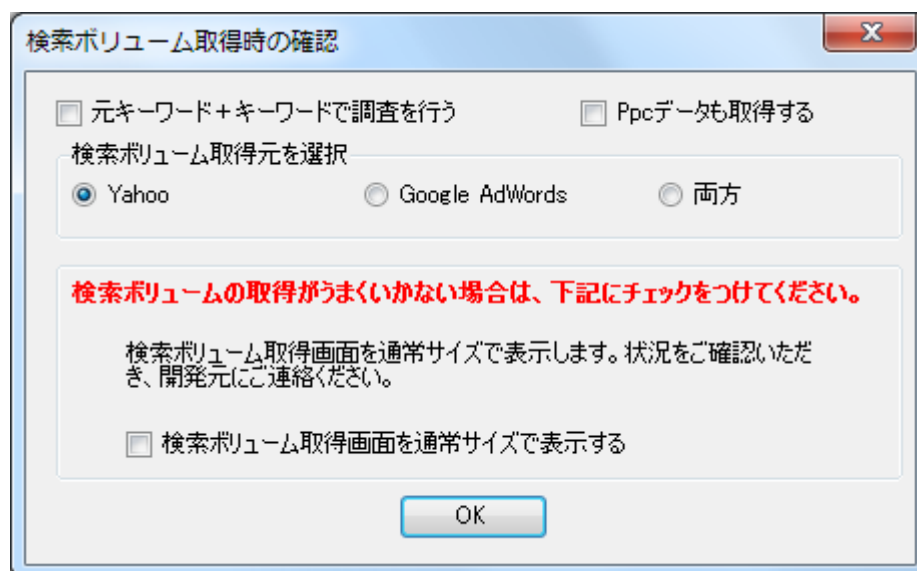 検索ボリューム取得時の確認
元キーワード+キーワードで調査を行う
Ppcデータも取得する
検索ボリューム取得元を選択
Yahoo
Google AdWords
両方
検索ボリュームの取得がうまくいかない場合は、下記にチェックをつけてください。
検索ボリューム取得画面を通常サイズで表示します。状況をご確認いただ
き、開発元にご連絡ください。
検索ボリューム取得画面を通常サイズで表示する
OK